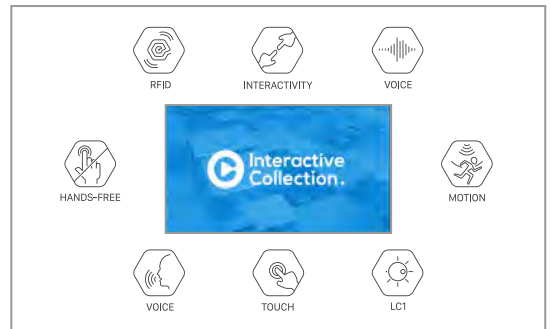 RFID
INTERACTIVITY
VOICE
Interactive
Collection.
HANDS-FREE
MOTION
VOICE
TOUCH
LC1